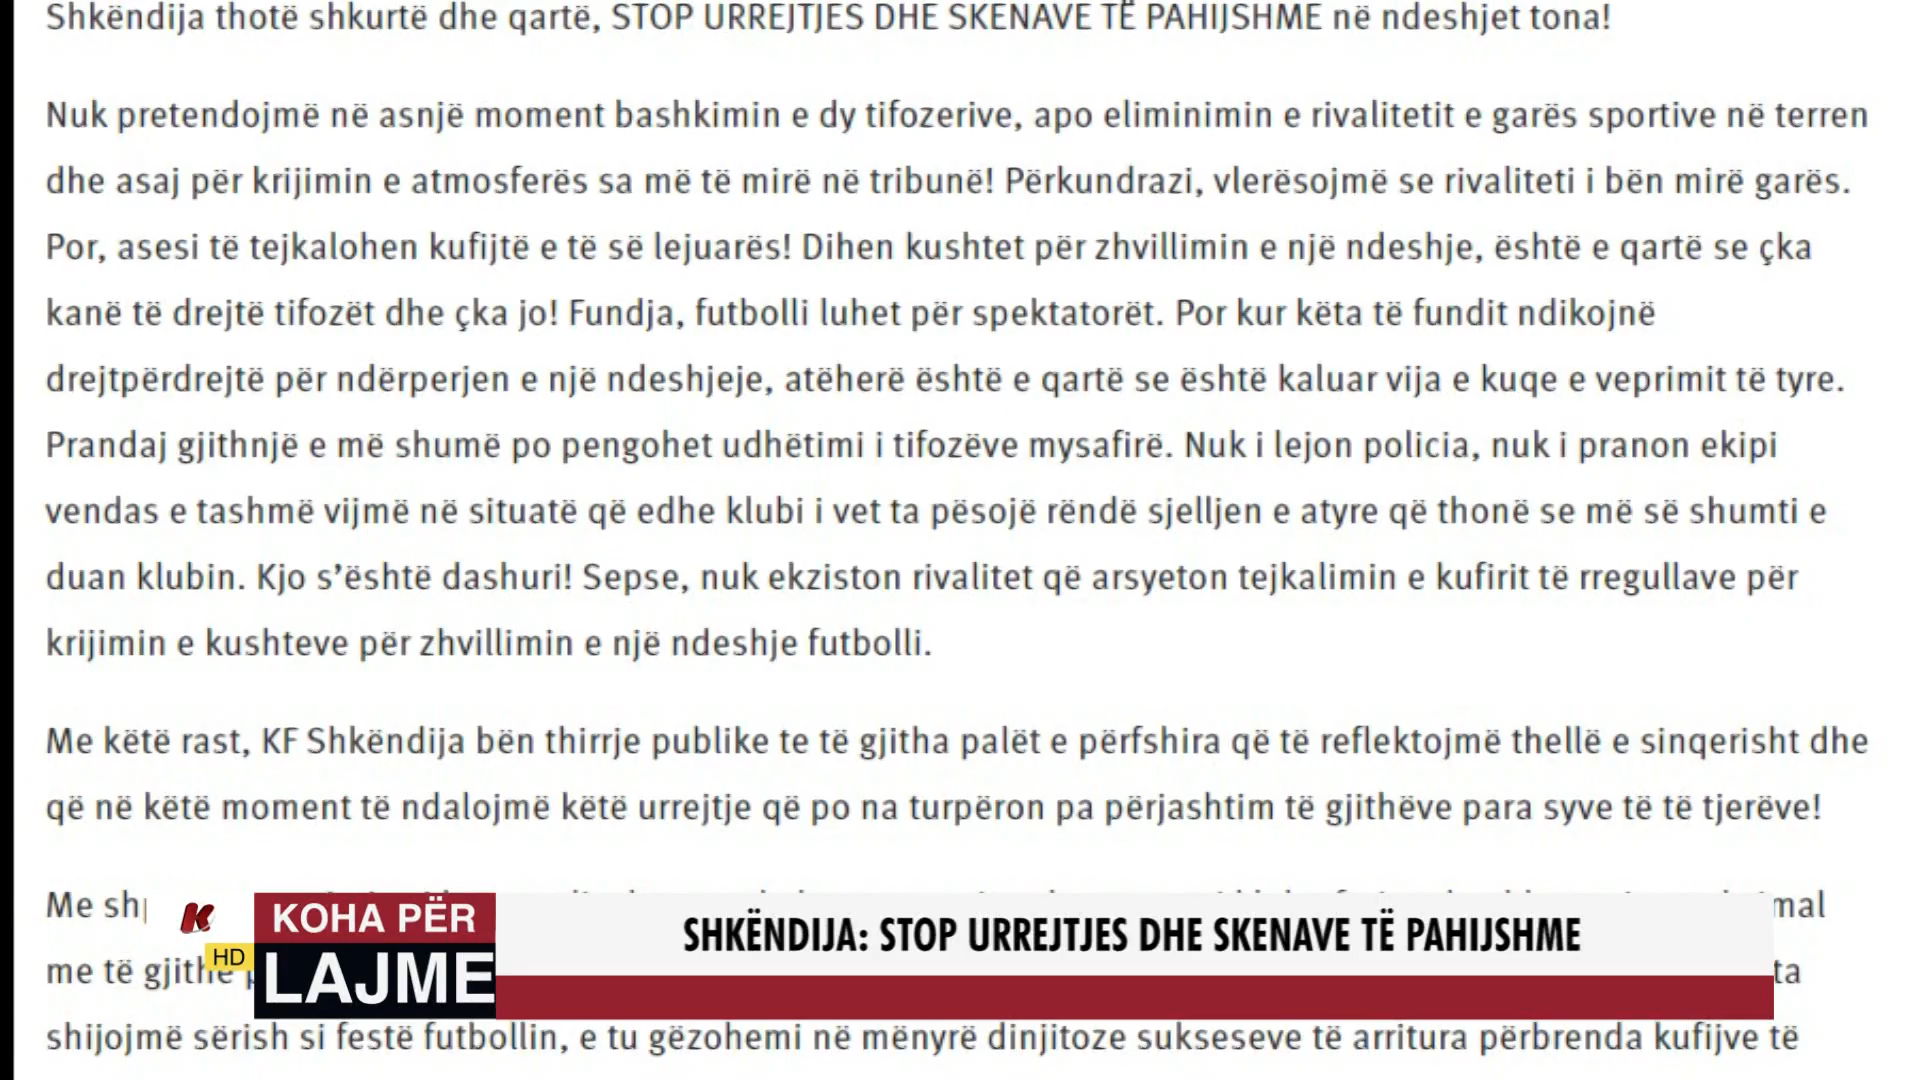 Shkëndija thotë shkurtë dhe qartë, STOP URREJTJES DHE SKENAVE TË PAHIJSHME në ndeshjet tona!
Nuk pretendojmë në asnjë moment bashkimin e dy tifozerive, apo eliminimin e rivalitetit e garës sportive në terren
dhe asaj për krijimin e atmosferës sa më të mirë në tribunë! Përkundrazi, vlerësojmë se rivaliteti i bën mirë garës.
Por, asesi të tejkalohen kufijtë e të së lejuarës! Dihen kushtet për zhvillimin e një ndeshje, është e qartë se çka
kanë të drejtë tifozët dhe çka jo! Fundja, futbolli luhet për spektatorët. Por kur këta të fundit ndikojnë
drejtpërdrejtë për ndërperjen e një ndeshjeje, atëherë është e qartë se është kaluar vija e kuqe e veprimit të tyre.
Prandaj gjithnjë e më shumë po pengohet udhëtimi i tifozëve mysafirë. Nuk i lejon policia, nuk i pranon ekipi
vendas e tashmë vijmë në situatë që edhe klubi i vet ta pësojë rëndë sjelljen e atyre që thonë se më së shumti e
duan klubin. Kjo s’është dashuri! Sepse, nuk ekziston rivalitet që arsyeton tejkalimin e kufirit të rregullave për
krijimin e kushteve për zhvillimin e një ndeshje futbolli.
Me këtë rast, KF Shkëndija bën thirrje publike te të gjitha palët e përfshira që të reflektojmë thellë e sinqerisht dhe
që në këtë moment të ndalojmë këtë urrejtje që po na turpëron pa përjashtim të gjithëve para syve të të tjerëve!
Me
me të gjithë
shijojmë sërish si festë futbollin, e tu gëzohemi në mënyrë dinjitoze sukseseve të arritura përbrenda kufijve të
K
HD
KOHA PËR
LAJME
SHKËNDIJA: STOP URREJTJES DHE SKENAVE TË PAHIJSHME